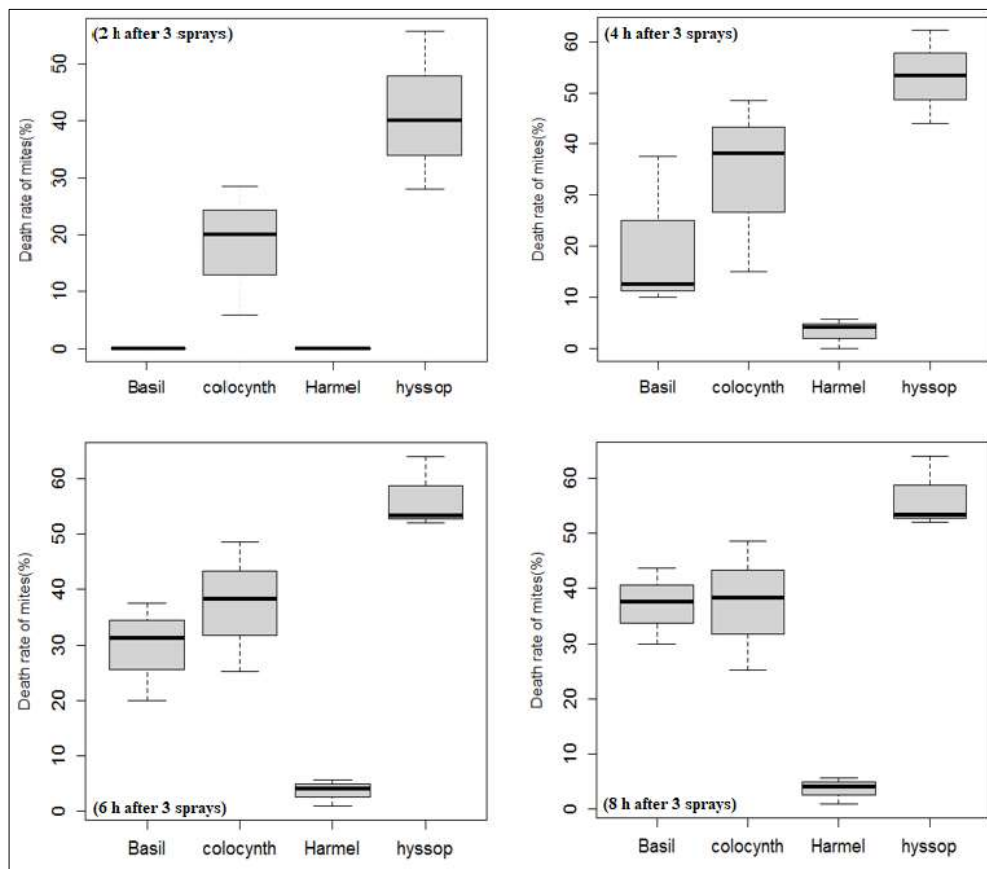 (2 h after 3 sprays)
Death rate of mites(%)
50
40
30
20
10
0
Basil colocynth Harmel hyssop
(4 h after 3 sprays)
Death rate of mites(%)
60
50
40
30
20
10
0
Basil colocynth Harmel hyssop
(6 h after 3 sprays)
Death rate of mites(%)
60
50
40
30
20
10
0
Basil colocynth Harmel hyssop
(8 h after 3 sprays)
Death rate of mites(%)
60
50
40
30
20
10
0
Basil colocynth Harmel hyssop